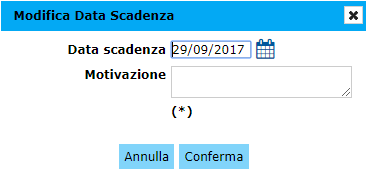 Modifica Data Scadenza
Data scadenza 29/09/2017
Motivazione
(*)
Annulla Conferma